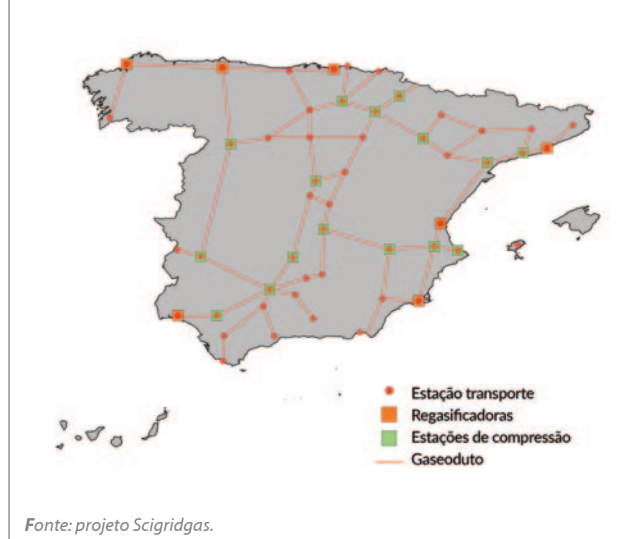 Estação transporte
Regasificadoras
Estações de compressão
Gaseoduto
Fonte: projeto Scigridgas.